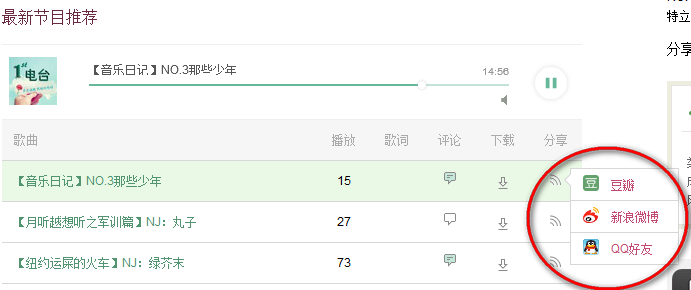 最新节目推荐
特立
分享
1st电台
【音乐日记】NO.3那些少年
14:56
歌曲 播放 歌词 评论 下载 分享
【音乐日记】NO.3那些少年 15
豆 豆瓣
【月听越想听之军训篇】NJ：丸子 27
新浪微博
QQ好友
【纽约运屎的火车】NJ：绿芥末 73